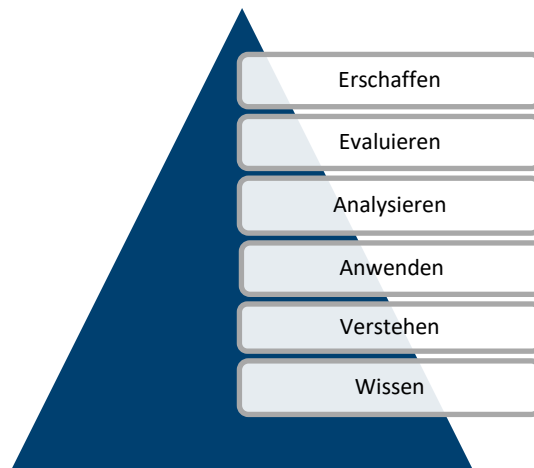 Erschaffen
Evaluieren
Analysieren
Anwenden
Verstehen
Wissen